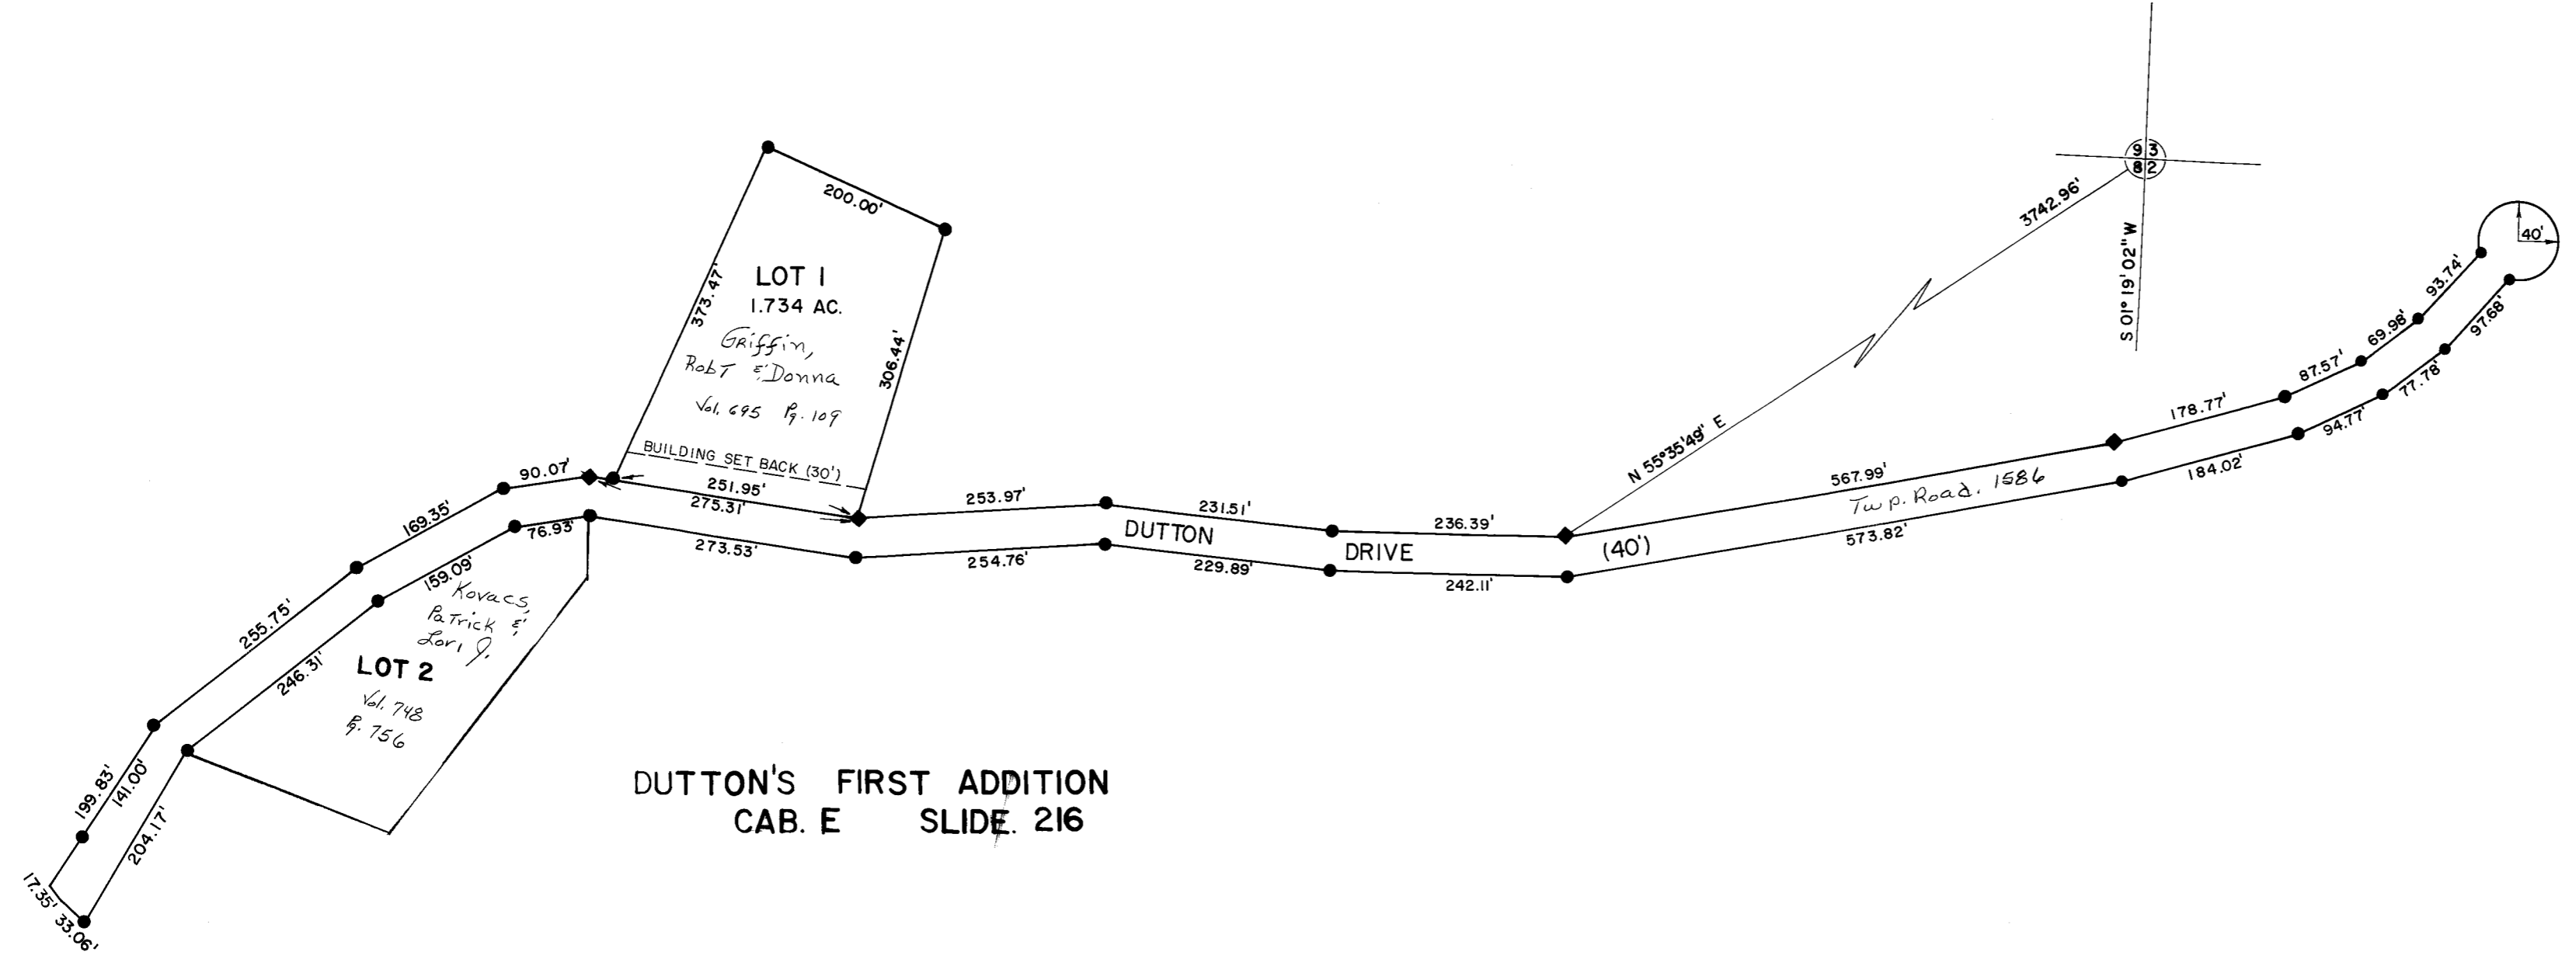 9 3
8 2
3742.96'
S 01° 19' 02" W
N 55°35'49" E
40'
200.00'
373.47'
LOT 1
1.734 AC.
Griffin,
RobT & Donna
Vol. 695 Pg. 109
306.44'
BUILDING SET BACK (30')
251.95'
275.31'
90.07'
169.35'
255.75'
199.83'
141.00'
204.17'
17.35' 33.06'
76.93'
159.09'
246.31'
Kovacs,
Patrick &
Lori J.
LOT 2
Vol. 748
Pg. 756
273.53'
253.97'
254.76'
DUTTON
DRIVE
(40')
231.51'
229.89'
236.39'
242.11'
567.99'
Twp. Road. 1586
573.82'
178.77'
184.02'
87.57'
94.77'
69.98'
77.78'
93.74'
97.68'
DUTTON'S FIRST ADDITION
CAB. E SLIDE. 216